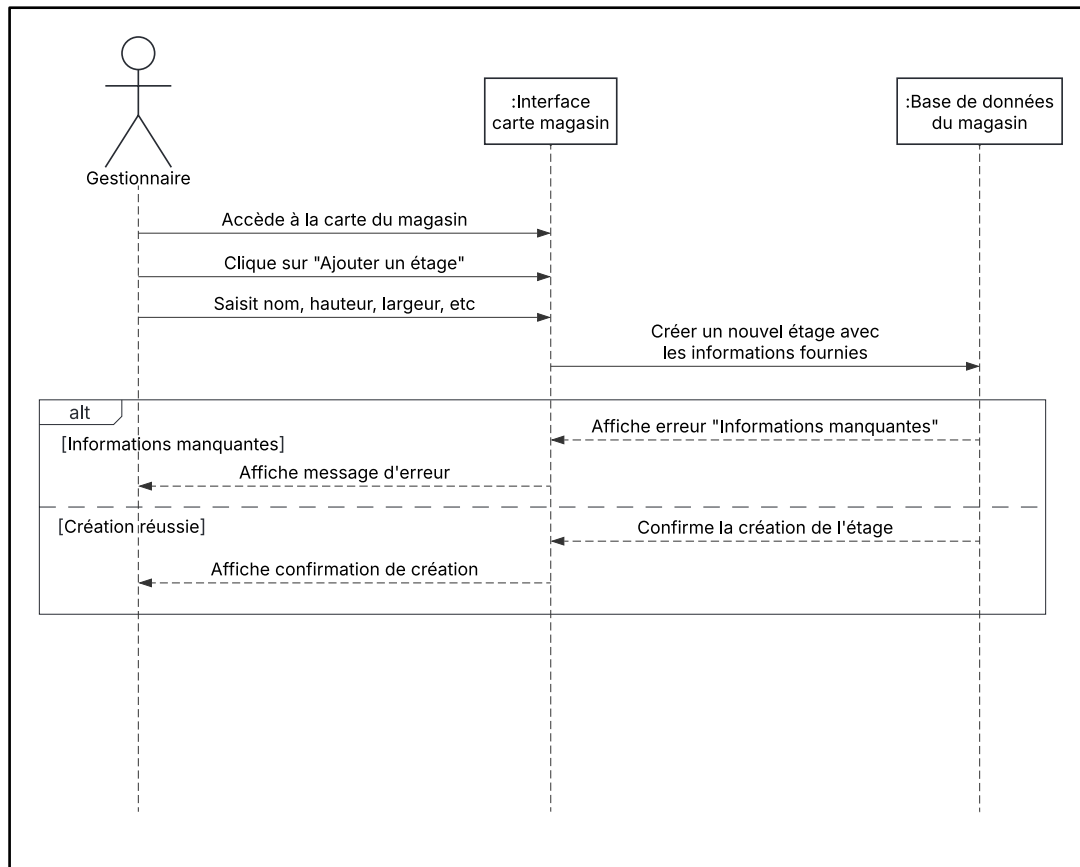 :Interface
carte magasin
:Base de données
du magasin
Gestionnaire
Accède à la carte du magasin
Clique sur "Ajouter un étage"
Saisit nom, hauteur, largeur, etc
Créer un nouvel étage avec
les informations fournies
alt
[Informations manquantes]
Affiche erreur "Informations manquantes"
Affiche message d'erreur
[Création réussie]
Confirme la création de l'étage
Affiche confirmation de création